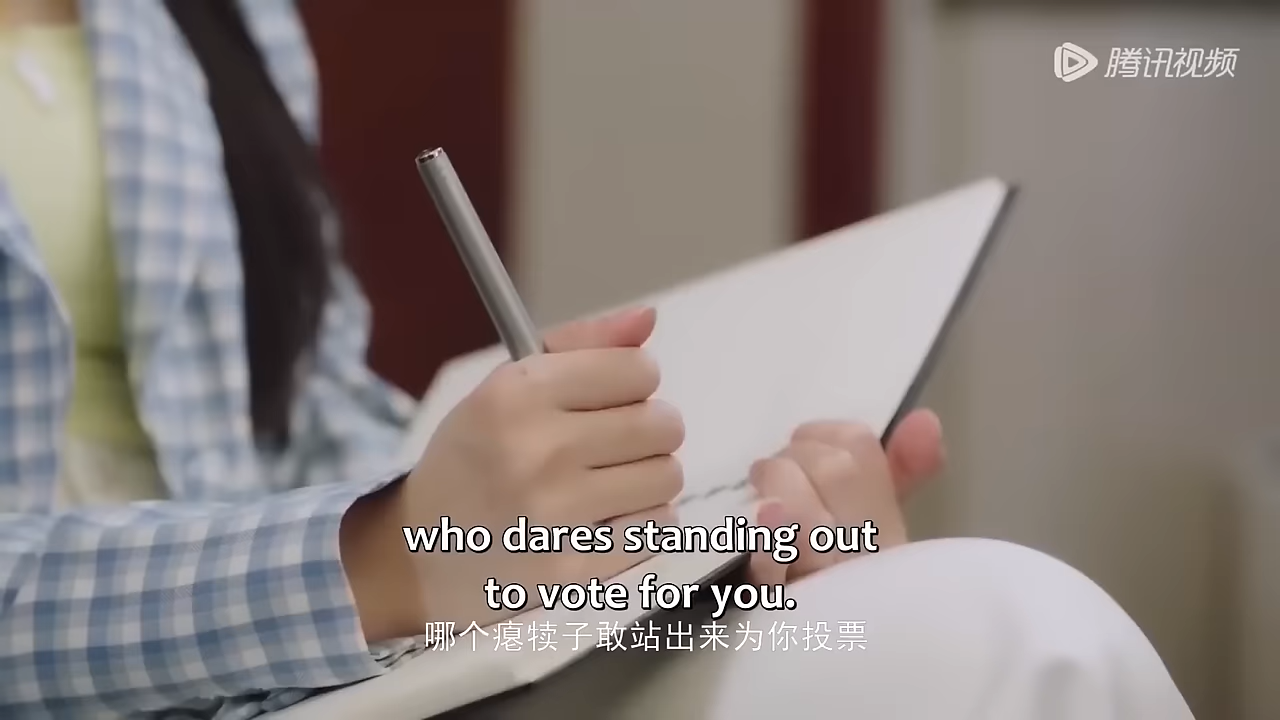 腾讯视频
who dares standing out
to vote for you.
哪个瘪犊子敢站出来为你投票